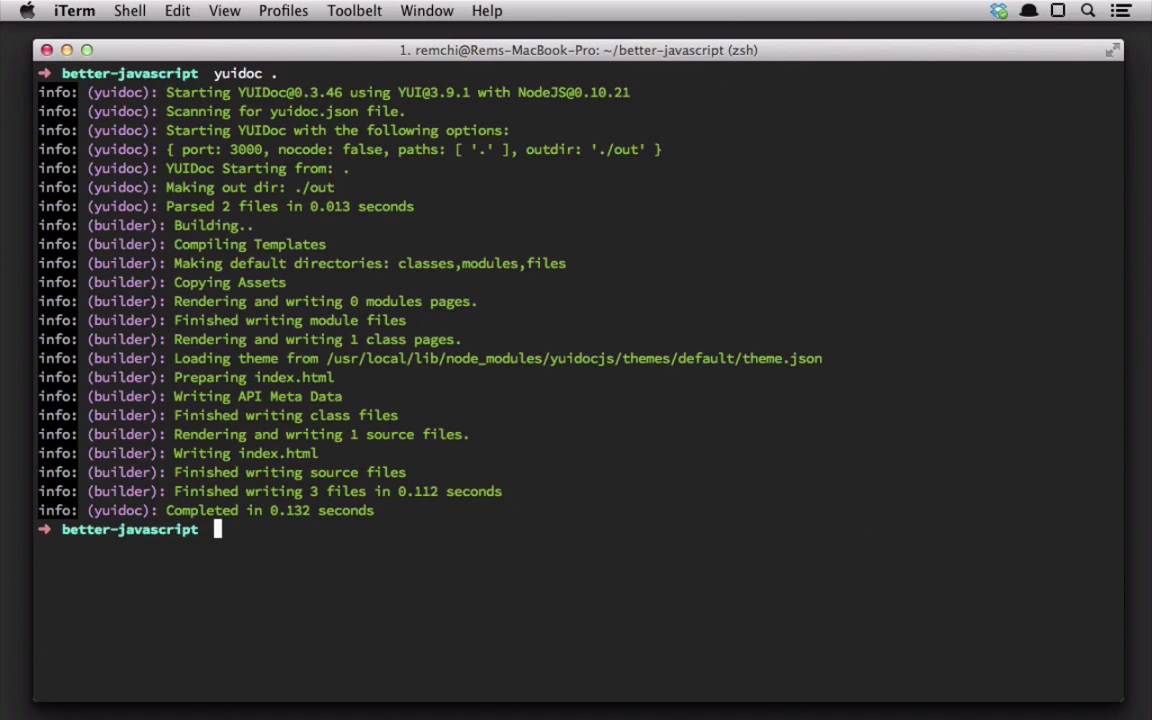 iTerm Shell Edit View Profiles Toolbelt Window Help
1. remchi@Rems-MacBook-Pro: ~/better-javascript (zsh)
➜ better-javascript yuidoc .
info: (yuidoc): Starting YUIDoc@0.3.46 using YUI@3.9.1 with NodeJS@0.10.21
info: (yuidoc): Scanning for yuidoc.json file.
info: (yuidoc): Starting YUIDoc with the following options:
info: (yuidoc): { port: 3000, nocode: false, paths: [ '.' ], outdir: './out' }
info: (yuidoc): YUIDoc Starting from: .
info: (yuidoc): Making out dir: ./out
info: (yuidoc): Parsed 2 files in 0.013 seconds
info: (builder): Building..
info: (builder): Compiling Templates
info: (builder): Making default directories: classes,modules,files
info: (builder): Copying Assets
info: (builder): Rendering and writing 0 modules pages.
info: (builder): Finished writing module files
info: (builder): Rendering and writing 1 class pages.
info: (builder): Loading theme from /usr/local/lib/node_modules/yuidocjs/themes/default/theme.json
info: (builder): Preparing index.html
info: (builder): Writing API Meta Data
info: (builder): Finished writing class files
info: (builder): Rendering and writing 1 source files.
info: (builder): Writing index.html
info: (builder): Finished writing source files
info: (builder): Finished writing 3 files in 0.112 seconds
info: (yuidoc): Completed in 0.132 seconds
➜ better-javascript